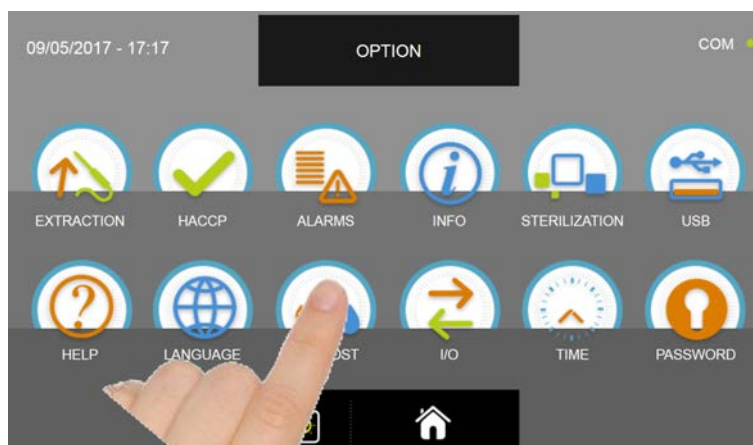 09/05/2017 - 17:17
OPTION
COM
EXTRACTION
HACCP
ALARMS
INFO
STERILIZATION
USB
HELP
LANGUAGE
I/O
TIME
PASSWORD